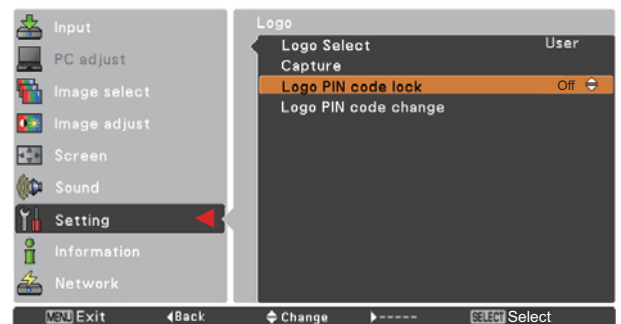 Input
PC adjust
Image select
Image adjust
Screen
Sound
Setting
Information
Network
Logo
Logo Select User
Capture
Logo PIN code lock Off
Logo PIN code change
MENU Exit Back Change ----- SELECT Select